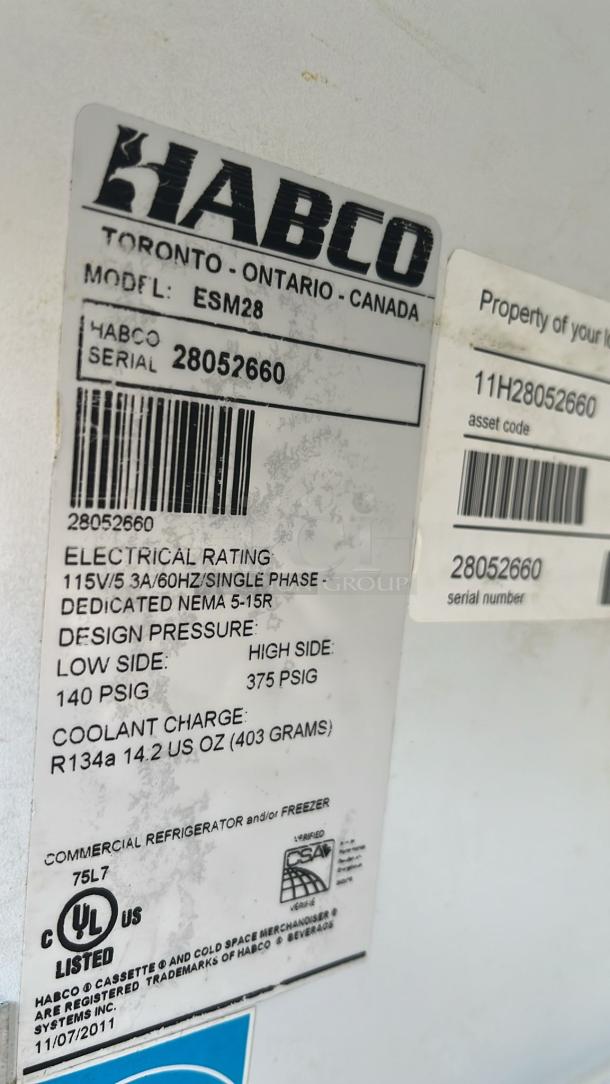 HABCO
TORONTO - ONTARIO - CANADA
MODEL: ESM28
HABCO
SERIAL 28052660
28052660
ELECTRICAL RATING:
115V/5.3A/60HZ/SINGLE PHASE -
DEDICATED NEMA 5-15R
DESIGN PRESSURE:
LOW SIDE: HIGH SIDE:
140 PSIG 375 PSIG
COOLANT CHARGE:
R134a 14.2 US OZ (403 GRAMS)
COMMERCIAL REFRIGERATOR and/or FREEZER
75L7
C UL US
LISTED
VERIFIED
CSA
VERIFIÉ
HABCO ® CASSETTE ® AND COLD SPACE MERCHANDISER ®
ARE REGISTERED TRADEMARKS OF HABCO ® BEVERAGE
SYSTEMS INC.
11/07/2011
Property of your
11H28052660
asset code
28052660
serial number
GROUP